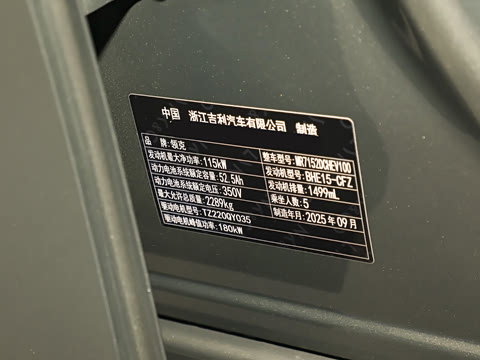 中国 浙江吉利汽车有限公司 制造
品 牌:领克
发动机最大净功率:115kW 整车型号:MR7152DCHEV100
动力电池系统额定容量:52.5Ah 发动机型号:BHE15-CFZ
动力电池系统额定电压:350V 发动机排量:1499mL
最大允许总质量:2289kg 乘坐人数:5
驱动电机型号:TZ220QY035 制造年月:2025年09月
驱动电机峰值功率:180kW